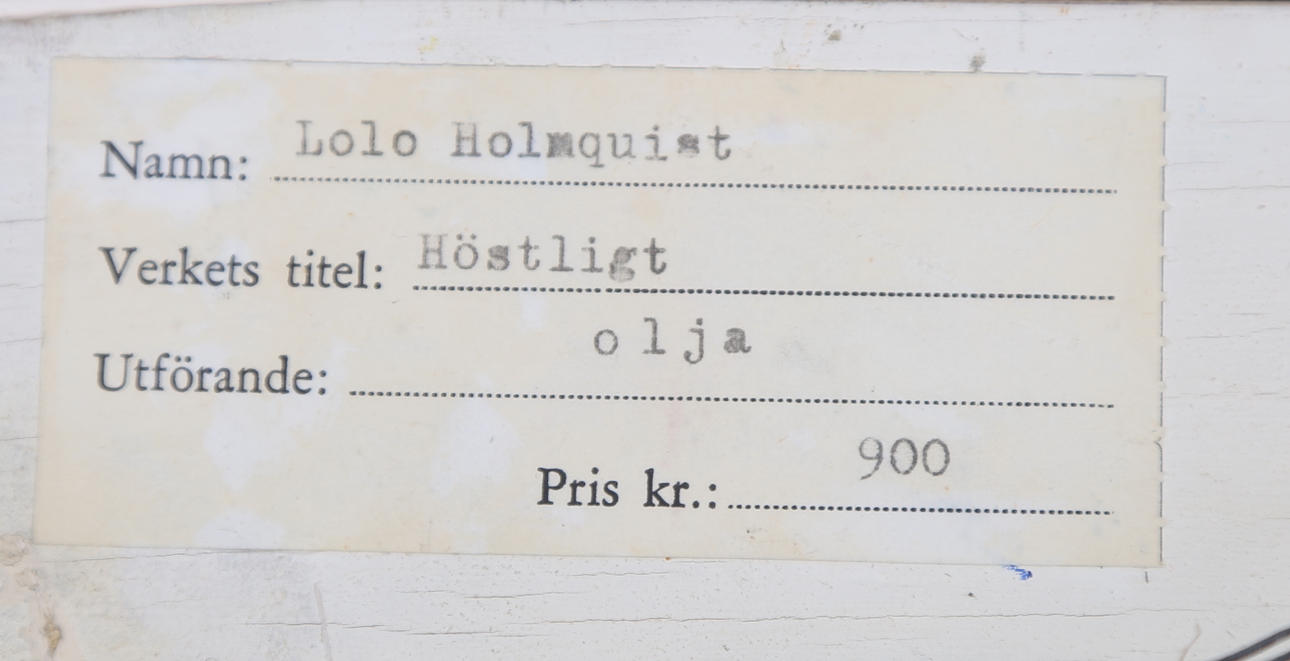 Namn: Lolo Holmquist
Verkets titel: Höstligt
Utförande: olja
Pris kr.: 900